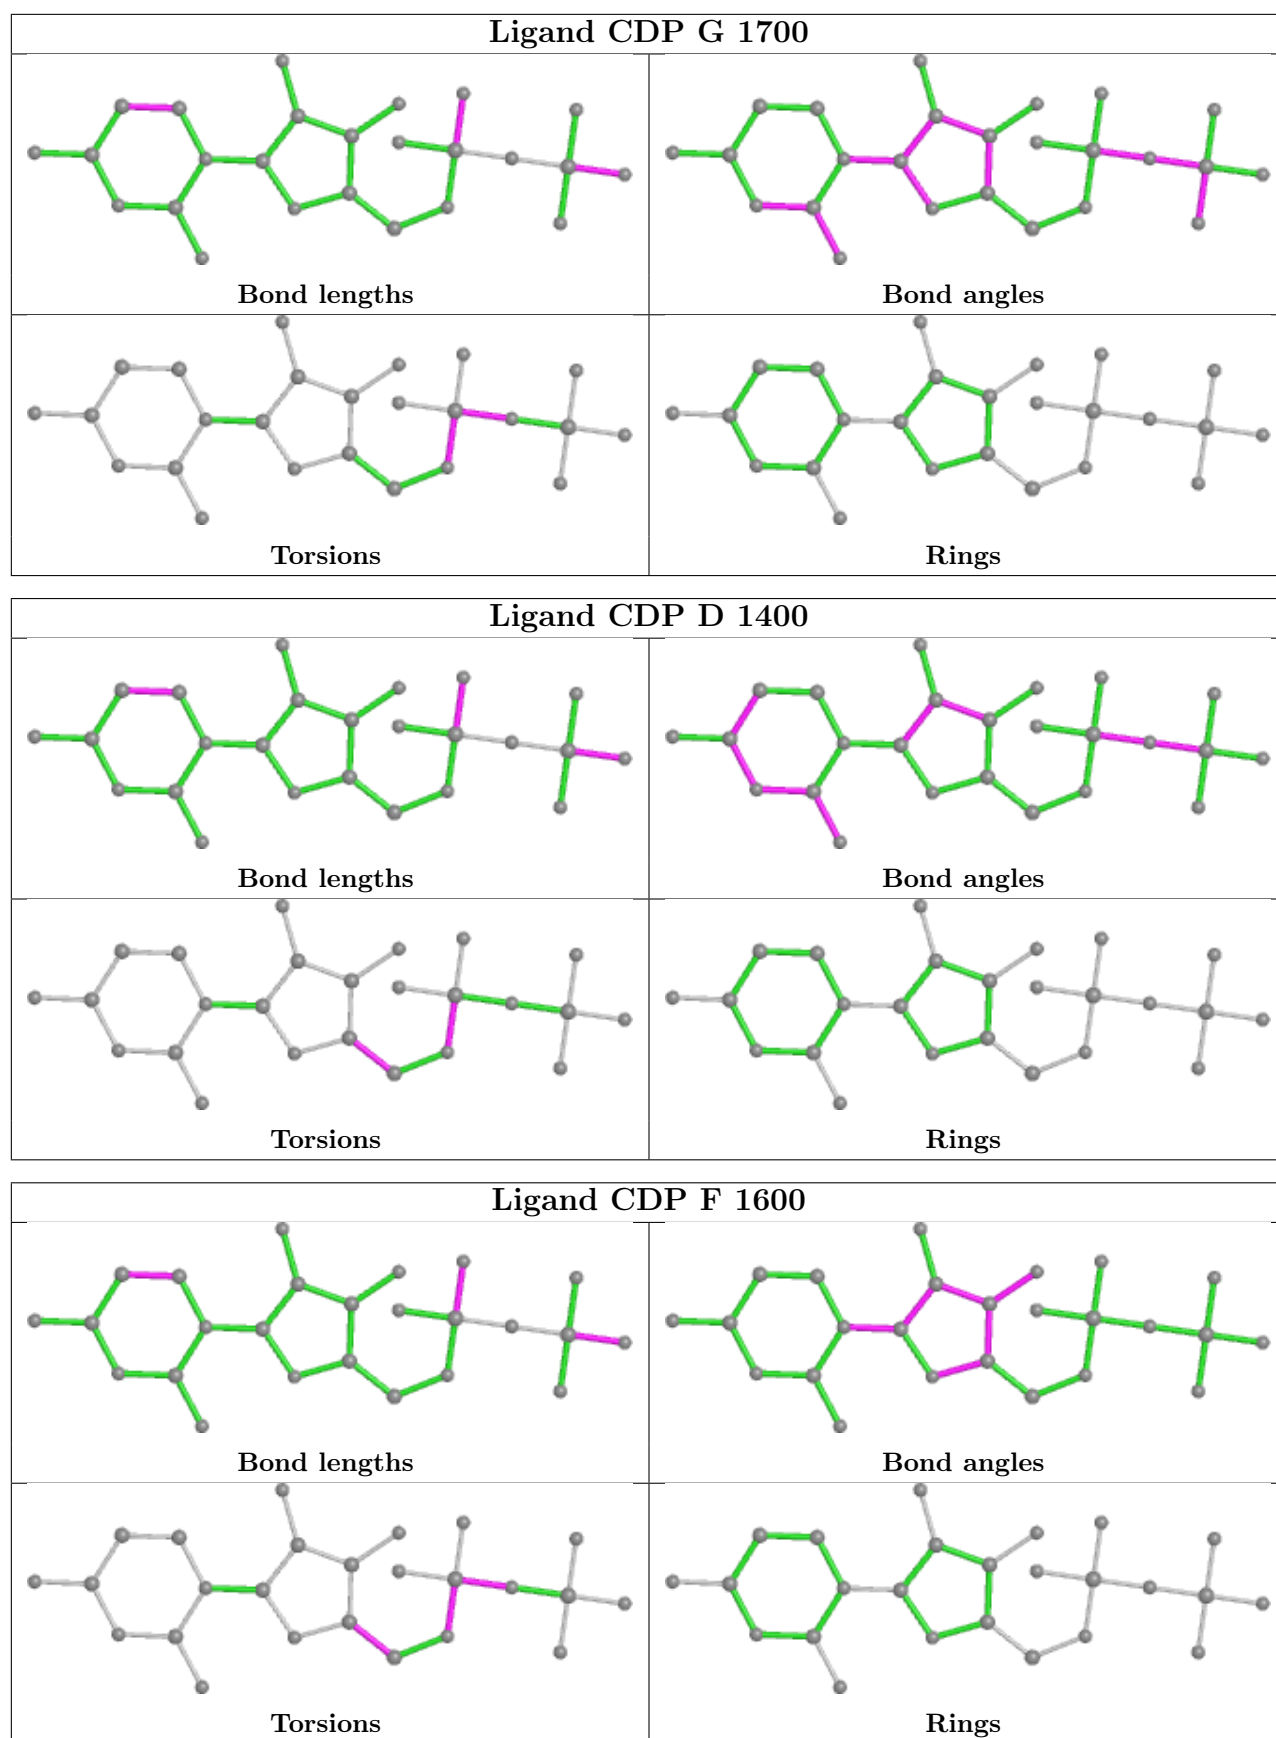 Ligand CDP G 1700
Bond lengths
Bond angles
Torsions
Rings
Ligand CDP D 1400
Bond lengths
Bond angles
Torsions
Rings
Ligand CDP F 1600
Bond lengths
Bond angles
Torsions
Rings